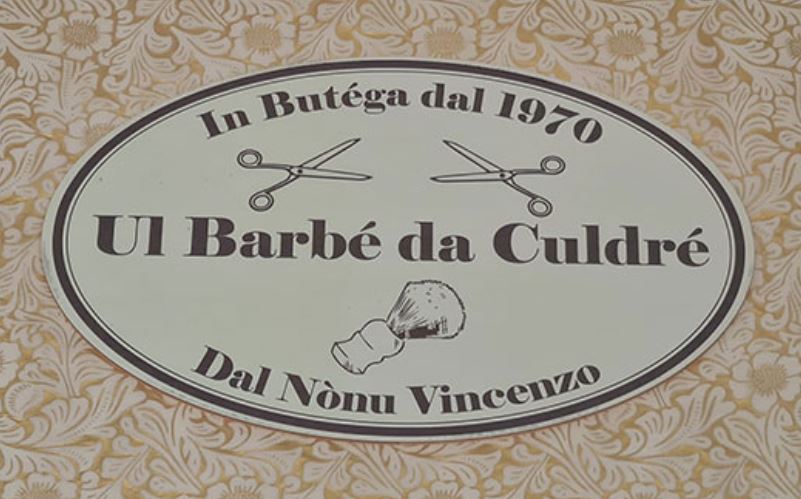 In Butéga dal 1970
Ul Barbé da Culdré
Dal Nònu Vincenzo